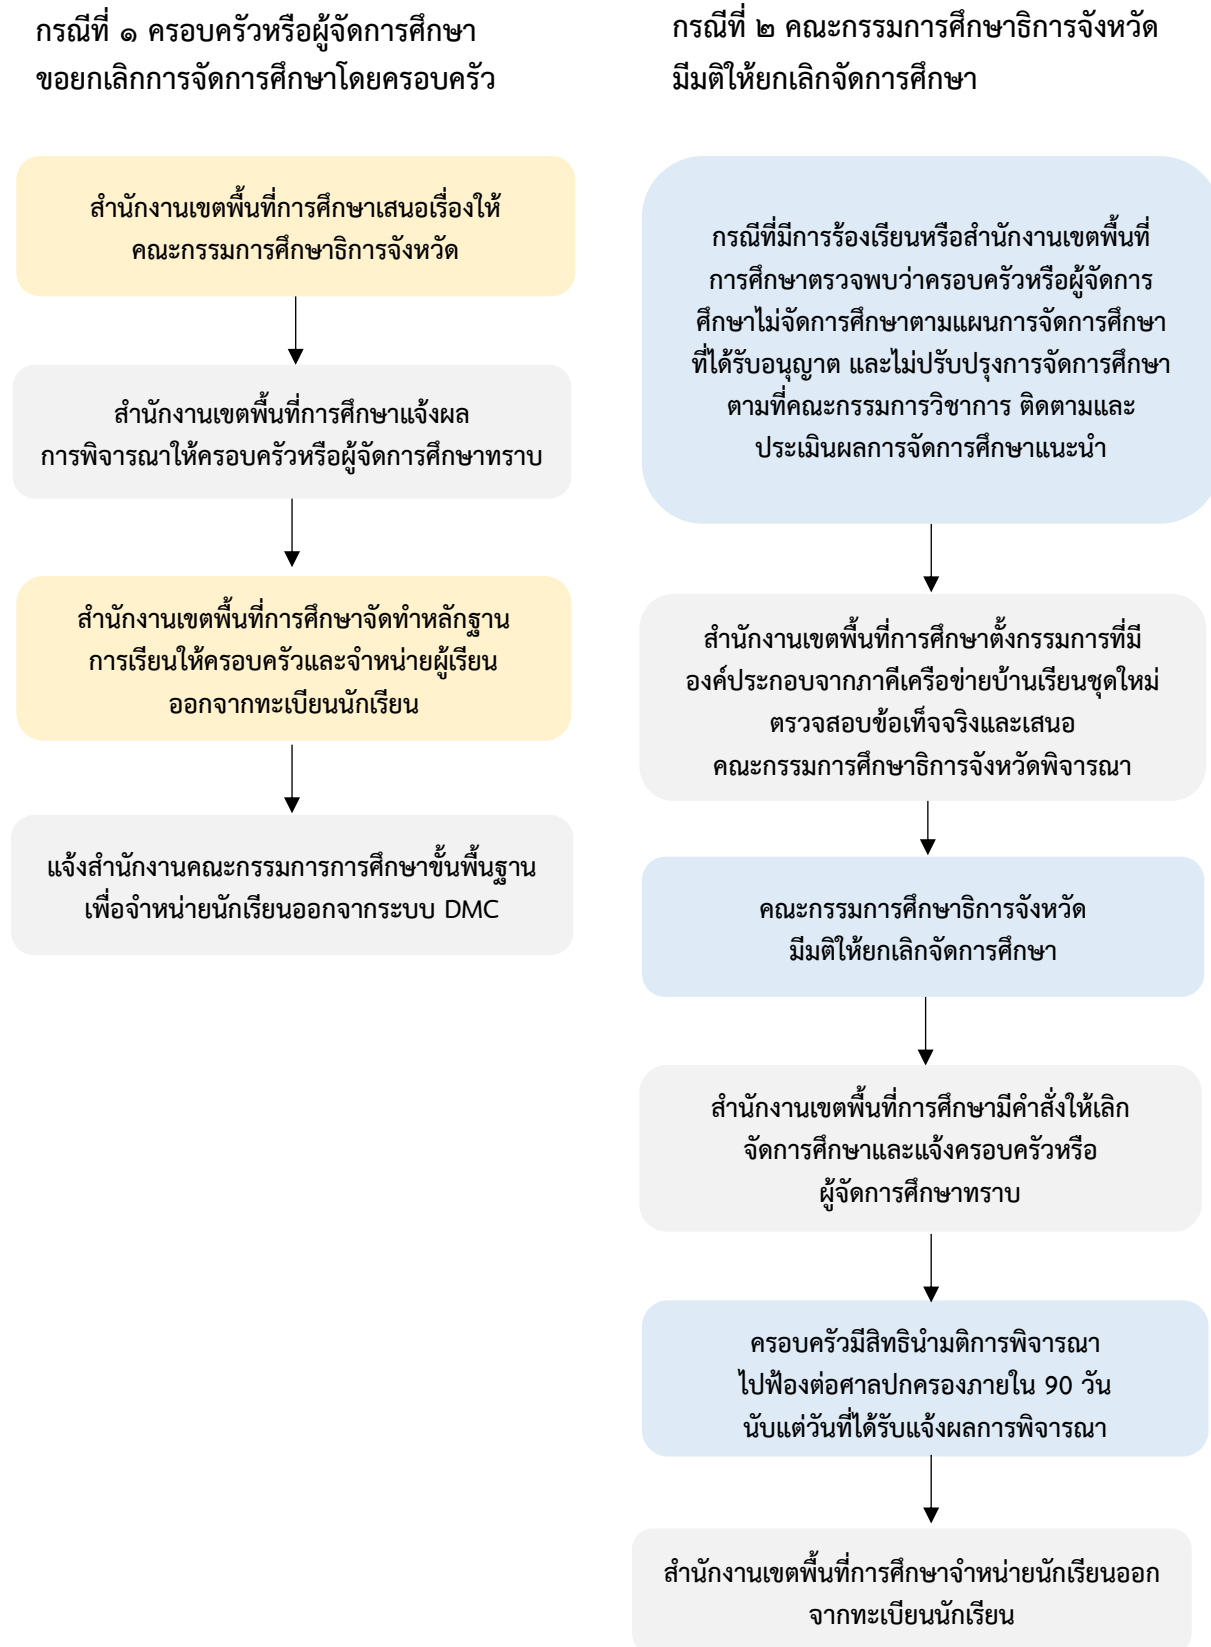 กรณีที่ ๑ ครอบครัวหรือผู้จัดการศึกษา
ขอยกเลิกการจัดการศึกษาโดยครอบครัว
สำนักงานเขตพื้นที่การศึกษาเสนอเรื่องให้
คณะกรรมการศึกษาธิการจังหวัด
สำนักงานเขตพื้นที่การศึกษาแจ้งผล
การพิจารณาให้ครอบครัวหรือผู้จัดการศึกษาทราบ
สำนักงานเขตพื้นที่การศึกษาจัดทำหลักฐาน
การเรียนให้ครอบครัวและจำหน่ายผู้เรียน
ออกจากทะเบียนนักเรียน
แจ้งสำนักงานคณะกรรมการการศึกษาขั้นพื้นฐาน
เพื่อจำหน่ายนักเรียนออกจากระบบ DMC
กรณีที่ ๒ คณะกรรมการศึกษาธิการจังหวัด
มีมติให้ยกเลิกจัดการศึกษา
กรณีที่มีการร้องเรียนหรือสำนักงานเขตพื้นที่
การศึกษาตรวจพบว่าครอบครัวหรือผู้จัดการ
ศึกษาไม่จัดการศึกษาตามแผนการจัดการศึกษา
ที่ได้รับอนุญาต และไม่ปรับปรุงการจัดการศึกษา
ตามที่คณะกรรมการวิชาการ ติดตามและ
ประเมินผลการจัดการศึกษาแนะนำ
สำนักงานเขตพื้นที่การศึกษาตั้งกรรมการที่มี
องค์ประกอบจากภาคีเครือข่ายบ้านเรียนชุดใหม่
ตรวจสอบข้อเท็จจริงและเสนอ
คณะกรรมการศึกษาธิการจังหวัดพิจารณา
คณะกรรมการศึกษาธิการจังหวัด
มีมติให้ยกเลิกจัดการศึกษา
สำนักงานเขตพื้นที่การศึกษามีคำสั่งให้เลิก
จัดการศึกษาและแจ้งครอบครัวหรือ
ผู้จัดการศึกษาทราบ
ครอบครัวมีสิทธินำมติการพิจารณา
ไปฟ้องต่อศาลปกครองภายใน 90 วัน
นับแต่วันที่ได้รับแจ้งผลการพิจารณา
สำนักงานเขตพื้นที่การศึกษาจำหน่ายนักเรียนออก
จากทะเบียนนักเรียน